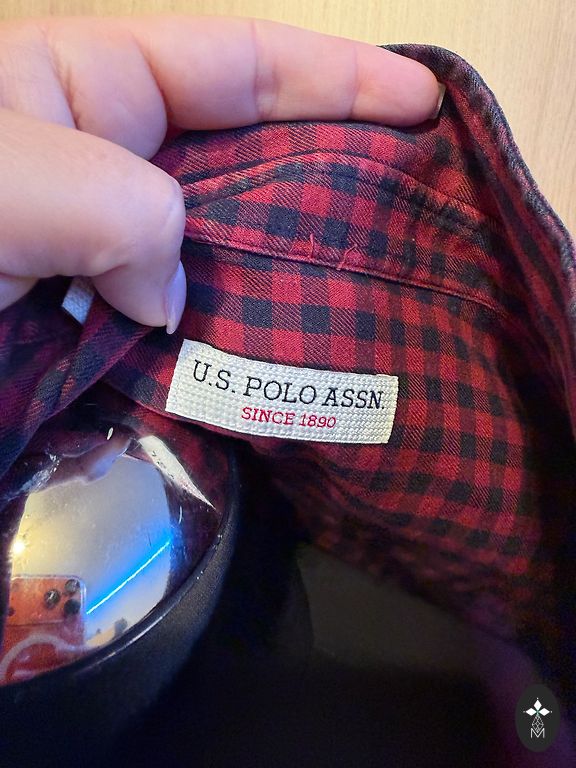 U.S. POLO ASSN.
SINCE 1890
M